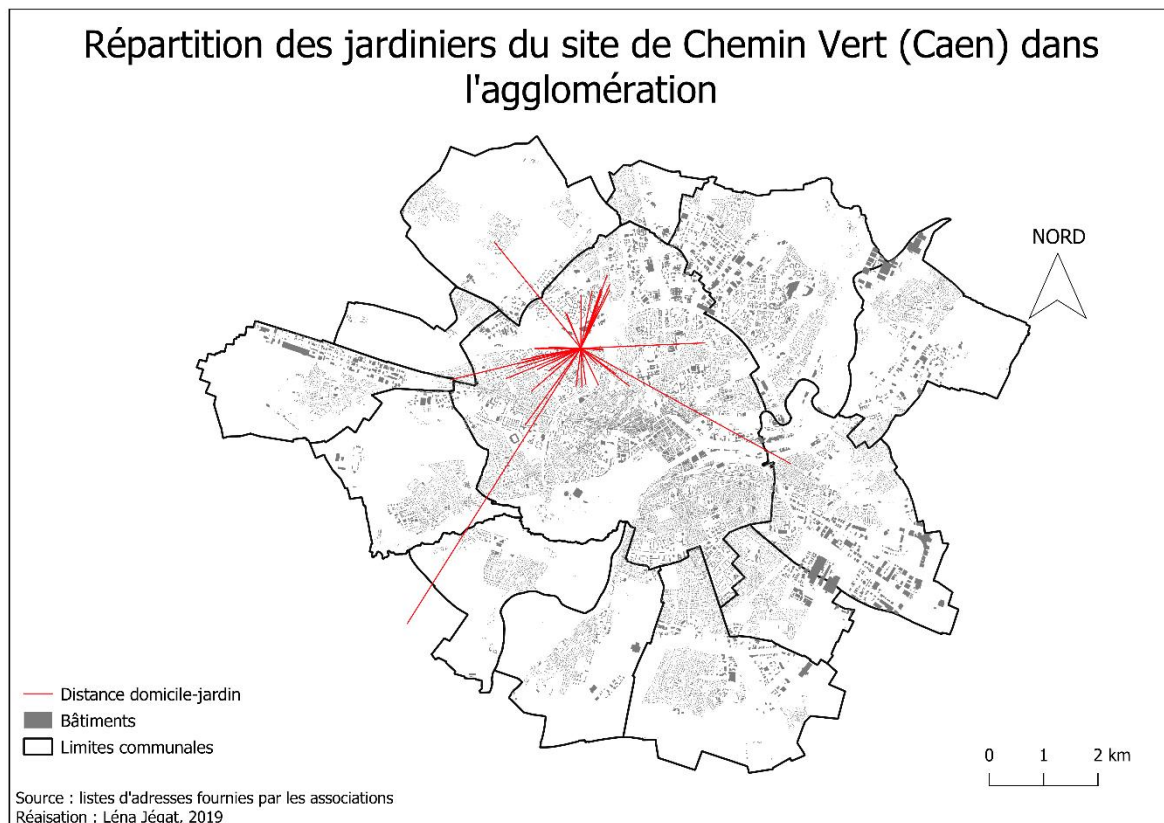 Répartition des jardiniers du site de Chemin Vert (Caen) dans
l'agglomération
NORD
Distance domicile-jardin
Bâtiments
Limites communales
0 1 2 km
Source : listes d'adresses fournies par les associations
Réaisation : Léna Jégat, 2019